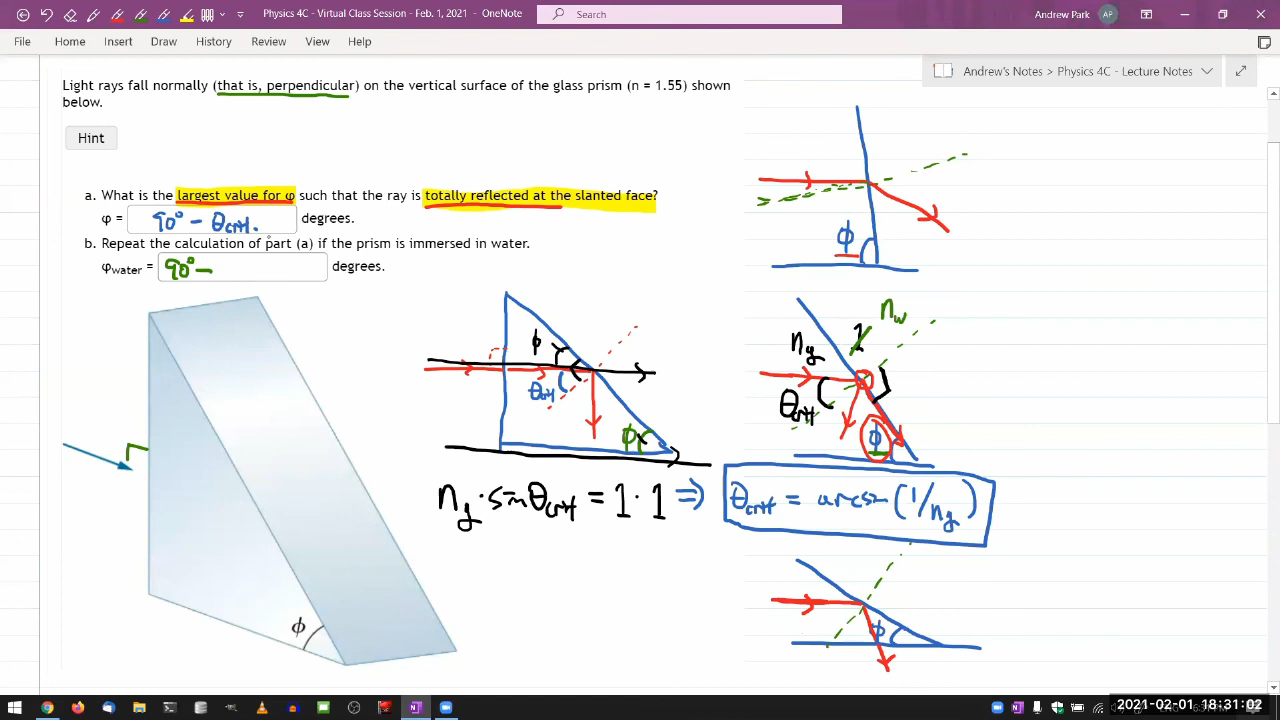 Physics 4C - Virtual Class Session - Feb. 1, 2021 - OneNote
Search
Andrew Park
AP
File Home Insert Draw History Review View Help
Andrew's Notes > Physics 4C - Lecture Notes
Light rays fall normally (that is, perpendicular) on the vertical surface of the glass prism (n = 1.55) shown
below.
Hint
a. What is the largest value for φ such that the ray is totally reflected at the slanted face?
φ = 90° - θcrit. degrees.
b. Repeat the calculation of part (a) if the prism is immersed in water.
φwater = 90° - degrees.
ϕ
ϕ
θcrit
ϕ
ng
1
nw
θcrit
ϕ
ng · sinθcrit = 1 · 1 ⇒ θcrit = arcsin (1/ng)
ϕ
ϕ
2021-02-01 18:31:02